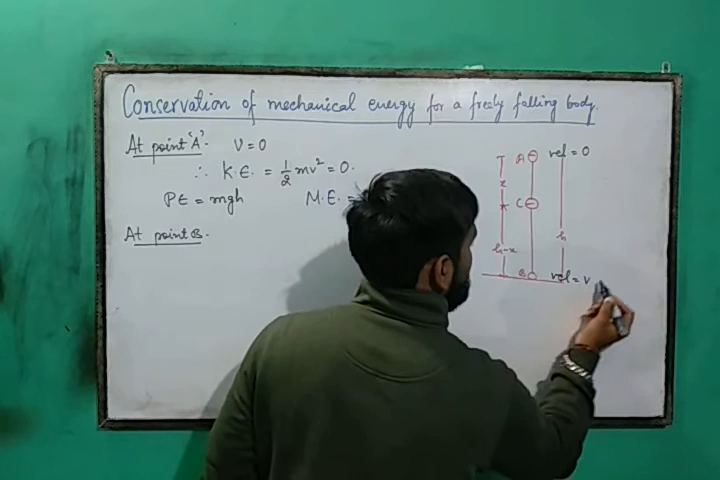 Conservation of mechanical energy for a freely falling body.
At point 'A'. V = 0
∴ K.E. = 1/2 mv² = 0.
PE = mgh M.E. =
At point B.
A vel = 0
x
C
h
h-x
B vel = v